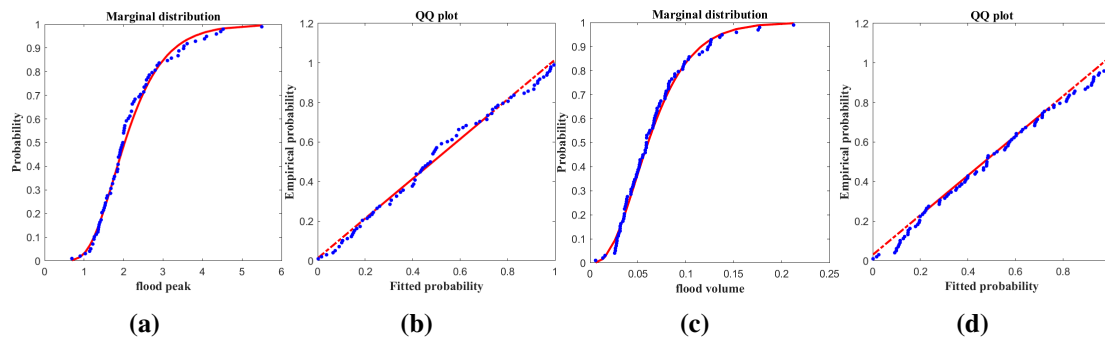 Marginal distribution
Probability
1
0.9
0.8
0.7
0.6
0.5
0.4
0.3
0.2
0.1
0
0 1 2 3 4 5 6
flood peak
(a)
QQ plot
Empirical probability
1.2
1
0.8
0.6
0.4
0.2
0
0 0.2 0.4 0.6 0.8 1
Fitted probability
(b)
Marginal distribution
Probability
1
0.9
0.8
0.7
0.6
0.5
0.4
0.3
0.2
0.1
0
0 0.05 0.1 0.15 0.2 0.25
flood volume
(c)
QQ plot
Empirical probability
1.2
1
0.8
0.6
0.4
0.2
0
0 0.2 0.4 0.6 0.8
Fitted probability
(d)